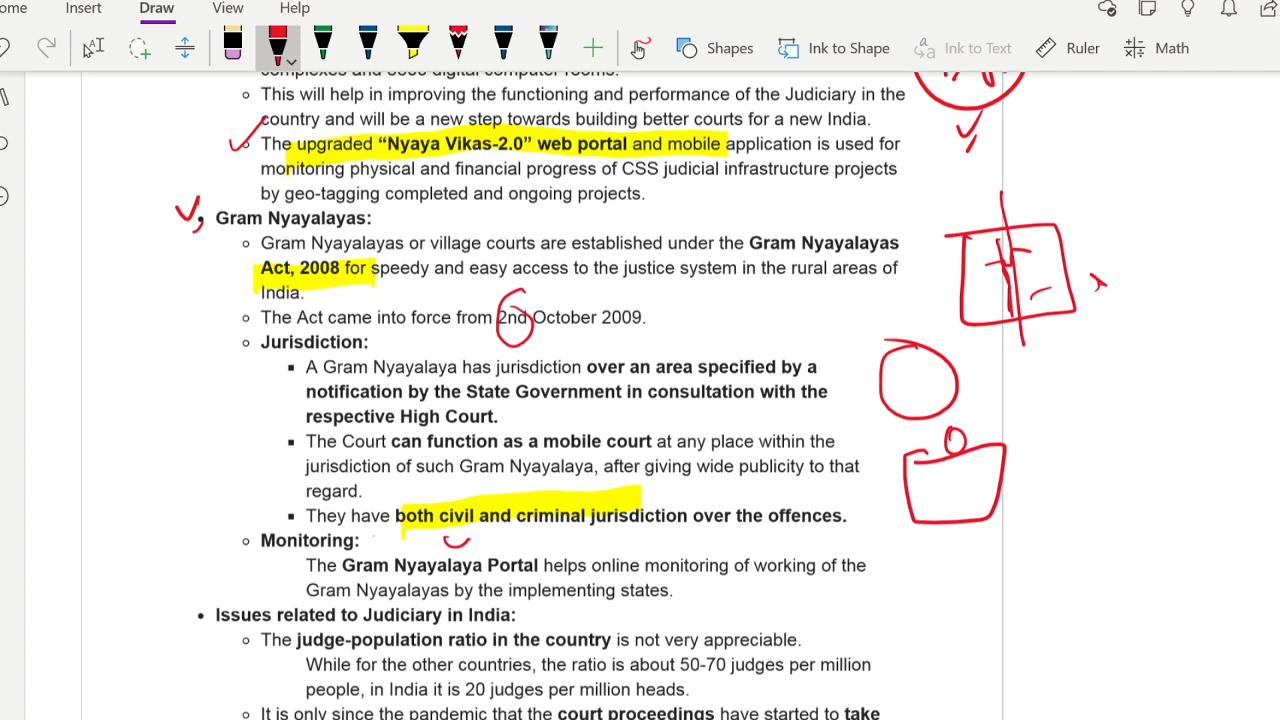 ome Insert Draw View Help
Shapes Ink to Shape Ink to Text Ruler Math
complexes and digital computer rooms.
This will help in improving the functioning and performance of the Judiciary in the
country and will be a new step towards building better courts for a new India.
The upgraded “Nyaya Vikas-2.0” web portal and mobile application is used for
monitoring physical and financial progress of CSS judicial infrastructure projects
by geo-tagging completed and ongoing projects.
Gram Nyayalayas:
Gram Nyayalayas or village courts are established under the Gram Nyayalayas
Act, 2008 for speedy and easy access to the justice system in the rural areas of
India.
The Act came into force from 2nd October 2009.
Jurisdiction:
A Gram Nyayalaya has jurisdiction over an area specified by a
notification by the State Government in consultation with the
respective High Court.
The Court can function as a mobile court at any place within the
jurisdiction of such Gram Nyayalaya, after giving wide publicity to that
regard.
They have both civil and criminal jurisdiction over the offences.
Monitoring:
The Gram Nyayalaya Portal helps online monitoring of working of the
Gram Nyayalayas by the implementing states.
Issues related to Judiciary in India:
The judge-population ratio in the country is not very appreciable.
While for the other countries, the ratio is about 50-70 judges per million
people, in India it is 20 judges per million heads.
It is only since the pandemic that the court proceedings have started to take